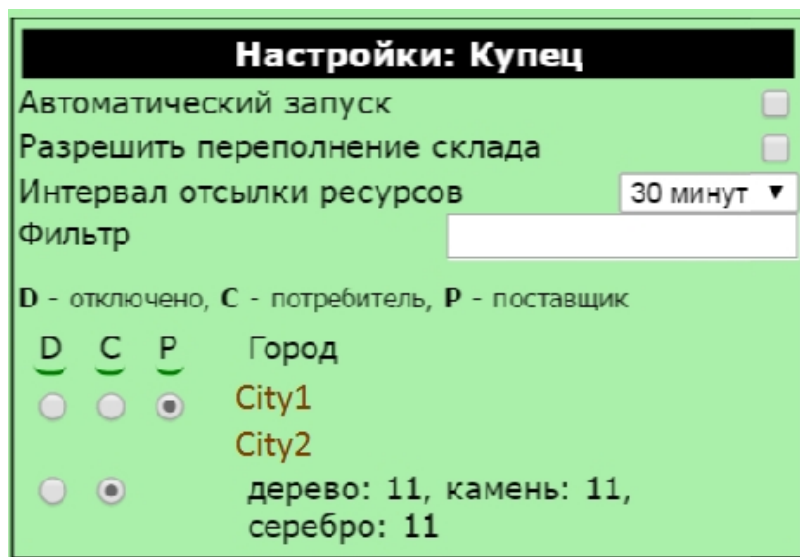 Настройки: Купец
Автоматический запуск
Разрешить переполнение склада
Интервал отсылки ресурсов 30 минут
Фильтр
D - отключено, C - потребитель, P - поставщик
D C P Город
City1
City2
дерево: 11, камень: 11,
серебро: 11